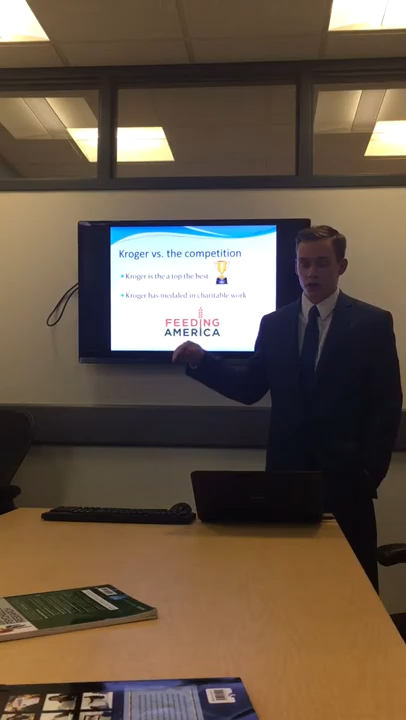 Kroger vs. the competition
Kroger is the a top the best
Kroger has medaled in charitable work
FEEDING
AMERICA